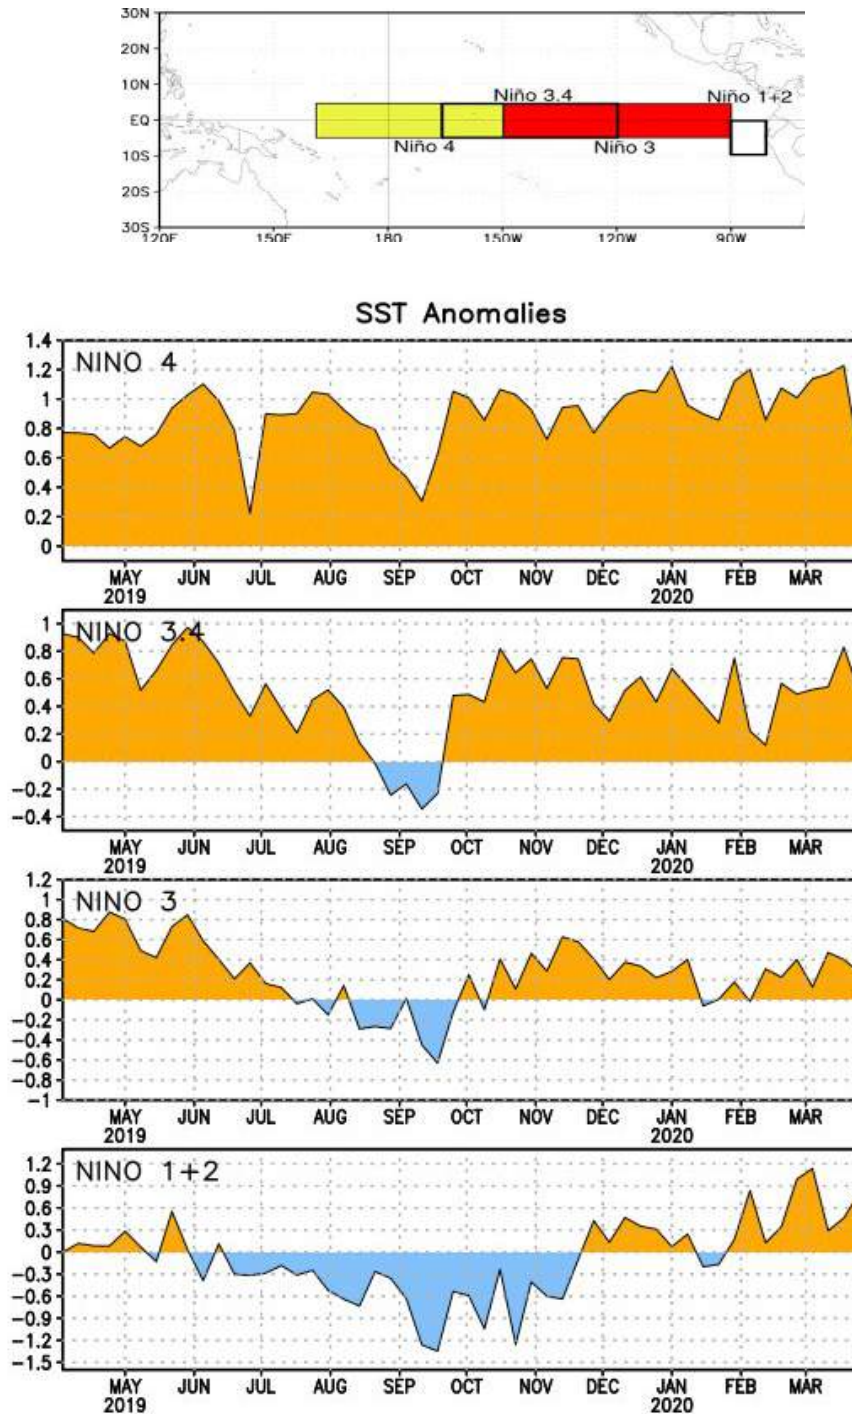 30N
20N
10N
EQ
10S
20S
30S
Niño 3.4
Niño 1+2
Niño 4
Niño 3
120E 150E 180 150W 120W 90W
SST Anomalies
NINO 4
1.4
1.2
1
0.8
0.6
0.4
0.2
0
MAY JUN JUL AUG SEP OCT NOV DEC JAN FEB MAR
2019 2020
NINO 3.4
1
0.8
0.6
0.4
0.2
0
−0.2
−0.4
MAY JUN JUL AUG SEP OCT NOV DEC JAN FEB MAR
2019 2020
NINO 3
1.2
1
0.8
0.6
0.4
0.2
0
−0.2
−0.4
−0.6
−0.8
−1
MAY JUN JUL AUG SEP OCT NOV DEC JAN FEB MAR
2019 2020
NINO 1+2
1.2
0.9
0.6
0.3
0
−0.3
−0.6
−0.9
−1.2
−1.5
MAY JUN JUL AUG SEP OCT NOV DEC JAN FEB MAR
2019 2020